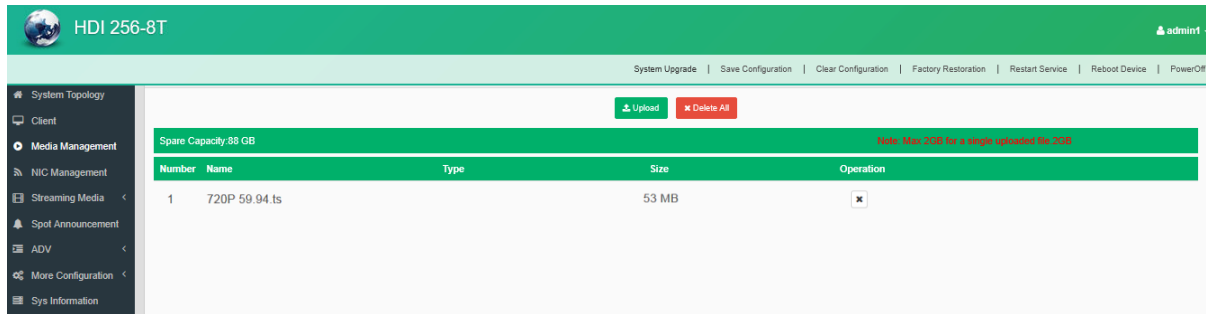 HDI 256-8T
admin1
System Upgrade | Save Configuration | Clear Configuration | Factory Restoration | Restart Service | Reboot Device | PowerOff
System Topology
Client
Media Management
NIC Management
Streaming Media
Spot Announcement
ADV
More Configuration
Sys Information
Upload
Delete All
Spare Capacity:88 GB
Note: Max 2GB for a single uploaded file.2GB
Number Name Type Size Operation
1 720P 59.94.ts 53 MB